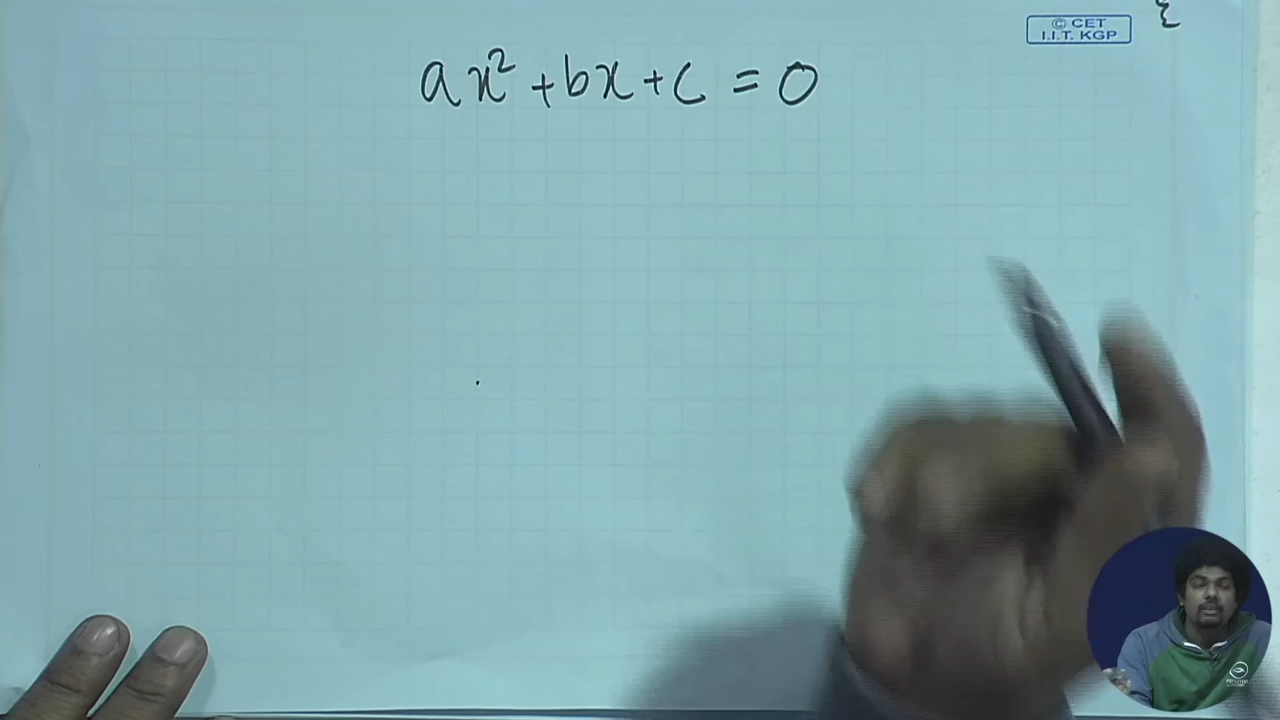 © CET
I.I.T. KGP
ax² + bx + c = 0